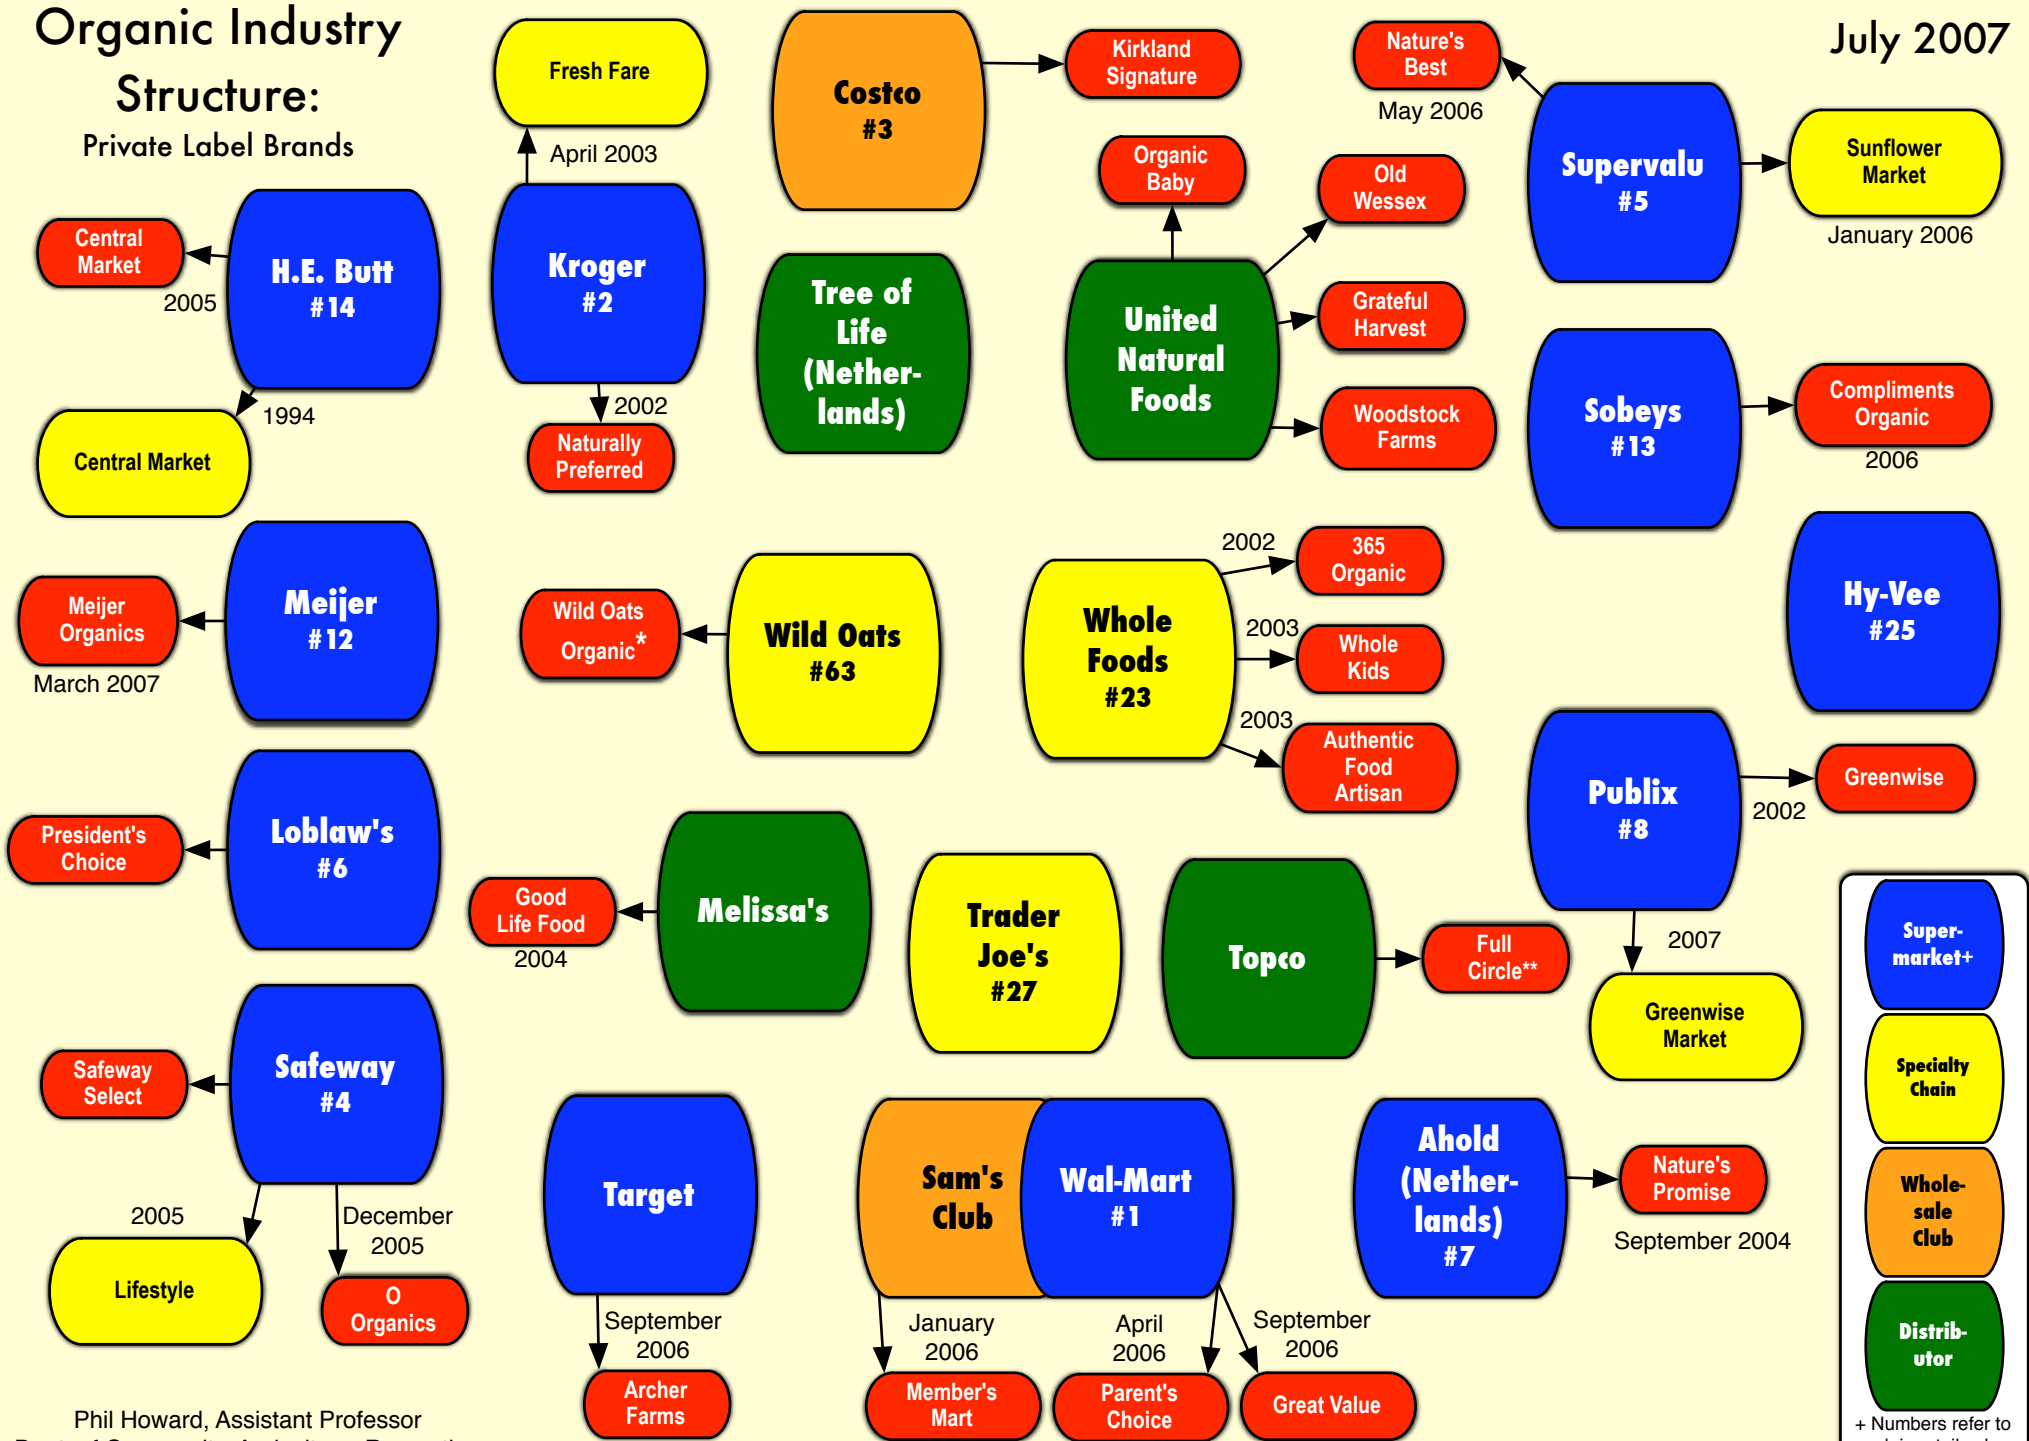 Organic Industry
Structure:
Private Label Brands
July 2007
Fresh Fare
April 2003
Kroger
#2
2002
Naturally
Preferred
Costco
#3
Kirkland
Signature
Nature's
Best
May 2006
Supervalu
#5
Sunflower
Market
January 2006
Central
Market
2005
H.E. Butt
#14
1994
Central Market
Tree of
Life
(Nether-
lands)
Organic
Baby
Old
Wessex
United
Natural
Foods
Grateful
Harvest
Woodstock
Farms
Sobeys
#13
Compliments
Organic
2006
Meijer
Organics
March 2007
Meijer
#12
Wild Oats
Organic*
Wild Oats
#63
Whole
Foods
#23
2002
365
Organic
2003
Whole
Kids
2003
Authentic
Food
Artisan
Hy-Vee
#25
Publix
#8
2002
Greenwise
2007
Greenwise
Market
President's
Choice
Loblaw's
#6
Good
Life Food
2004
Melissa's
Trader
Joe's
#27
Topco
Full
Circle**
Safeway
Select
Safeway
#4
2005
Lifestyle
December
2005
O
Organics
Target
September
2006
Archer
Farms
Sam's
Club
Wal-Mart
#1
January
2006
Member's
Mart
April
2006
Parent's
Choice
September
2006
Great Value
Ahold
(Nether-
lands)
#7
Nature's
Promise
September 2004
Super-
market+
Specialty
Chain
Whole-
sale
Club
Distrib-
utor
+ Numbers refer to
Phil Howard, Assistant Professor